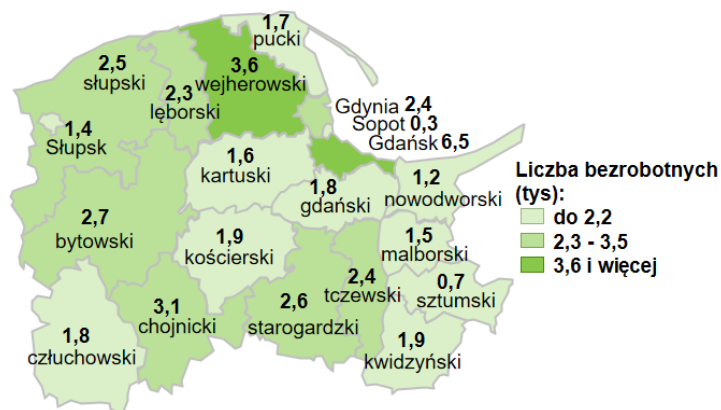 1,7
pucki
2,5
słupski
2,3
lęborski
3,6
wejherowski
Gdynia 2,4
Sopot 0,3
Gdańsk 6,5
1,4
Słupsk
1,6
kartuski
1,8
gdański
1,2
nowodworski
2,7
bytowski
1,9
kościerski
1,5
malborski
0,7
sztumski
2,4
tczewski
2,6
starogardzki
3,1
chojnicki
1,8
człuchowski
1,9
kwidzyński
Liczba bezrobotnych
(tys):
do 2,2
2,3 - 3,5
3,6 i więcej